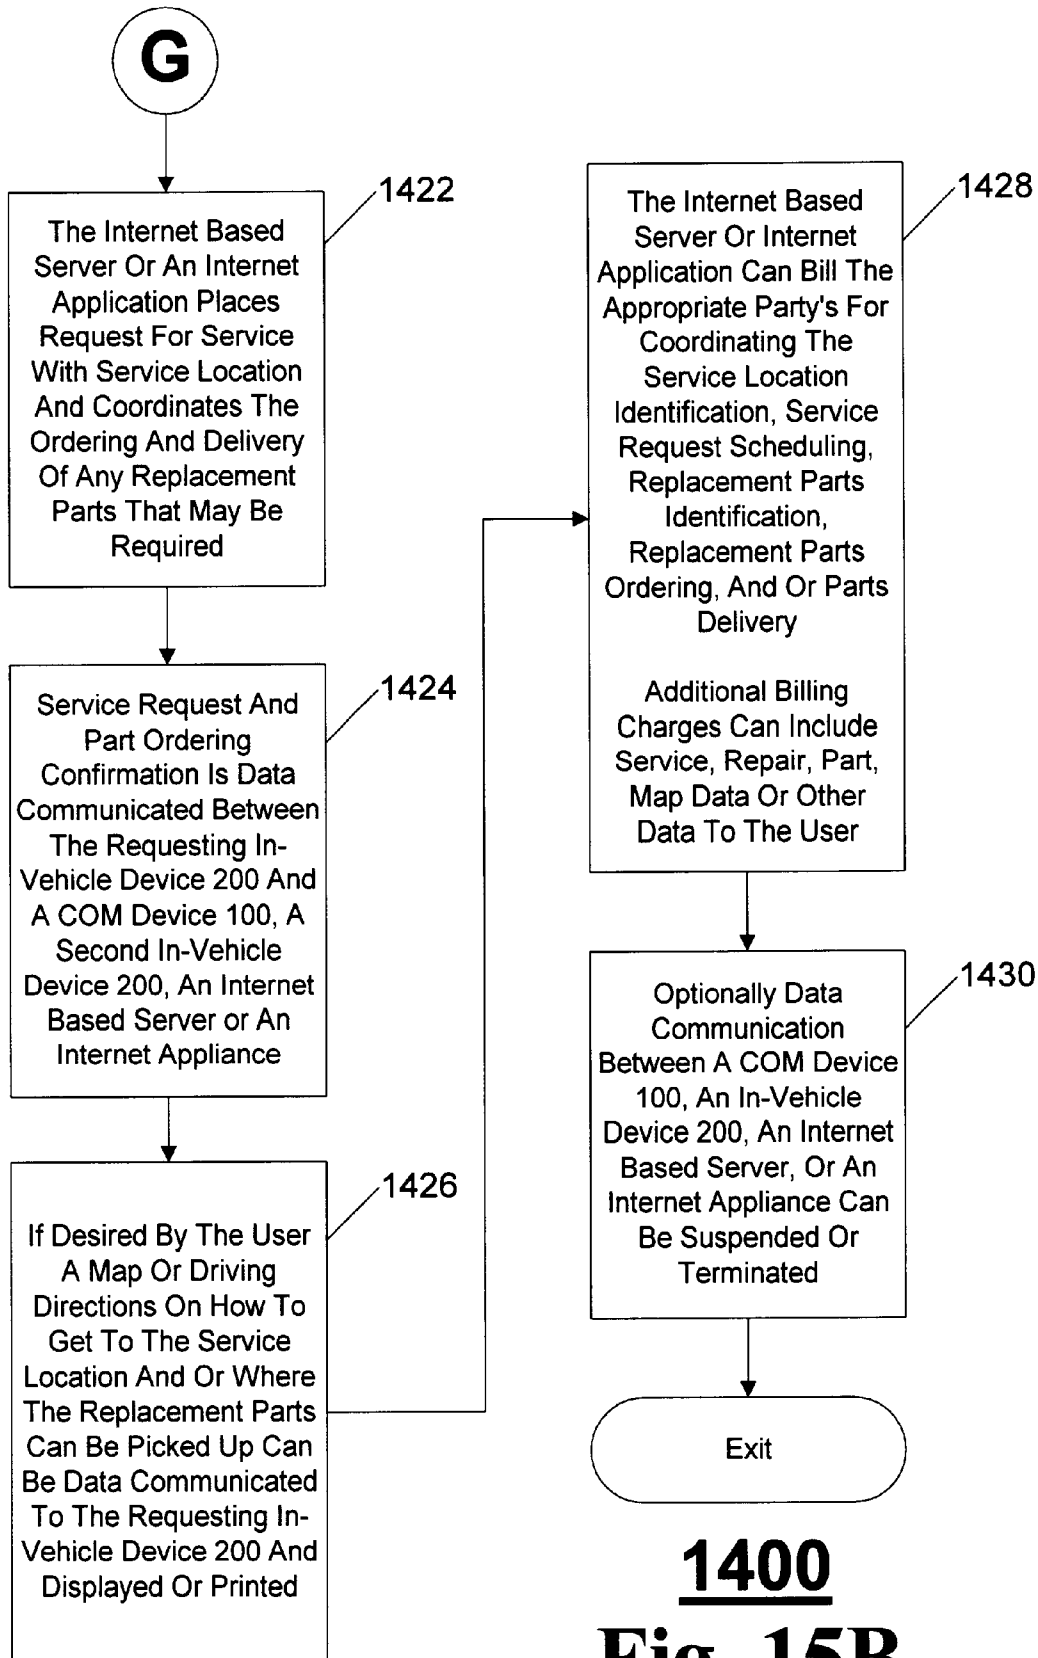 G
1422
The Internet Based
Server Or An Internet
Application Places
Request For Service
With Service Location
And Coordinates The
Ordering And Delivery
Of Any Replacement
Parts That May Be
Required
1424
Service Request And
Part Ordering
Confirmation Is Data
Communicated Between
The Requesting In-
Vehicle Device 200 And
A COM Device 100, A
Second In-Vehicle
Device 200, An Internet
Based Server or An
Internet Appliance
1426
If Desired By The User
A Map Or Driving
Directions On How To
Get To The Service
Location And Or Where
The Replacement Parts
Can Be Picked Up Can
Be Data Communicated
To The Requesting In-
Vehicle Device 200 And
Displayed Or Printed
1428
The Internet Based
Server Or Internet
Application Can Bill The
Appropriate Party's For
Coordinating The
Service Location
Identification, Service
Request Scheduling,
Replacement Parts
Identification,
Replacement Parts
Ordering, And Or Parts
Delivery
Additional Billing
Charges Can Include
Service, Repair, Part,
Map Data Or Other
Data To The User
1430
Optionally Data
Communication
Between A COM Device
100, An In-Vehicle
Device 200, An Internet
Based Server, Or An
Internet Appliance Can
Be Suspended Or
Terminated
Exit
1400
Fig. 15B